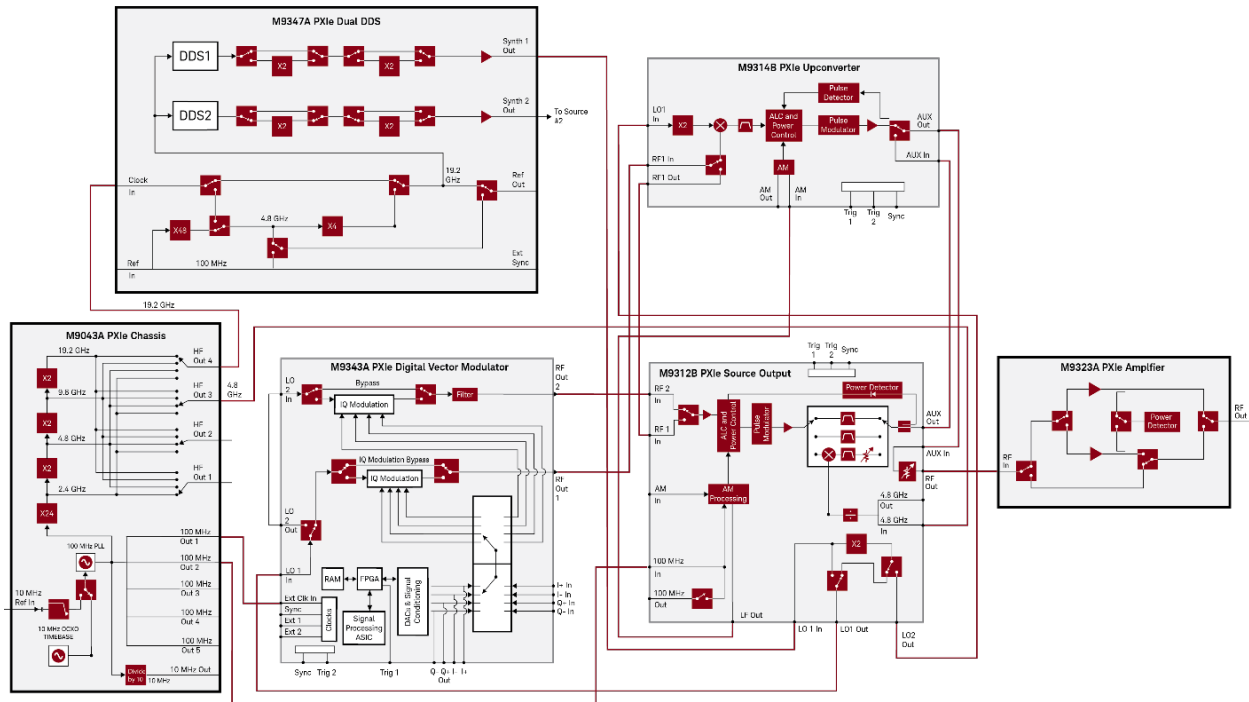 M9347A PXIe Dual DDS
DDS1
X2
X2
Synth 1
Out
DDS2
X2
X2
Synth 2
Out
To Source
#2
19.2
GHz
Clock
In
Ref
Out
X48
4.8 GHz
X4
Ref
In
100 MHz
Ext
Sync
19.2 GHz
M9314B PXIe Upconverter
LO1
In
X2
RF1 In
RF1 Out
ALC and
Power
Control
Pulse
Detector
Pulse
Modulator
AM
AM
Out
AM
In
AUX
Out
AUX In
Trig
1
Trig
2
Sync
M9043A PXIe Chassis
19.2 GHz
X2
9.6 GHz
X2
4.8 GHz
X2
2.4 GHz
X24
HF
Out 4
HF
Out 3
HF
Out 2
HF
Out 1
4.8
GHz
100 MHz PLL
10 MHz
Ref In
10 MHz OCXO
TIMEBASE
100 MHz
Out 1
100 MHz
Out 2
100 MHz
Out 3
100 MHz
Out 4
100 MHz
Out 5
Divide
by 10
10 MHz
10 MHz Out
M9343A PXIe Digital Vector Modulator
LO
2
In
Bypass
IQ Modulation
Filter
RF
Out
2
IQ Modulation Bypass
IQ Modulation
RF
Out
1
LO
2
Out
LO 1
In
RAM
FPGA
Signal
Processing
ASIC
DACs & Signal
Conditioning
Ext Clk In
Sync
Ext 1
Ext 2
Clocks
Sync
Trig 2
Trig 1
Q- Q+ I- I+
Out
I+ In
I- In
Q+ In
Q- In
M9312B PXIe Source Output
Trig
1
Trig
2
Sync
RF 2
In
RF 1
In
ALC and
Power Control
Pulse
Modulator
Power Detector
AUX
Out
AUX In
RF
Out
AM
In
AM
Processing
4.8 GHz
Out
4.8 GHz
In
100 MHz
In
100 MHz
Out
X2
LF Out
LO 1 In
LO1 Out
LO2
Out
M9323A PXIe Amplifier
RF
In
Power
Detector
RF
Out